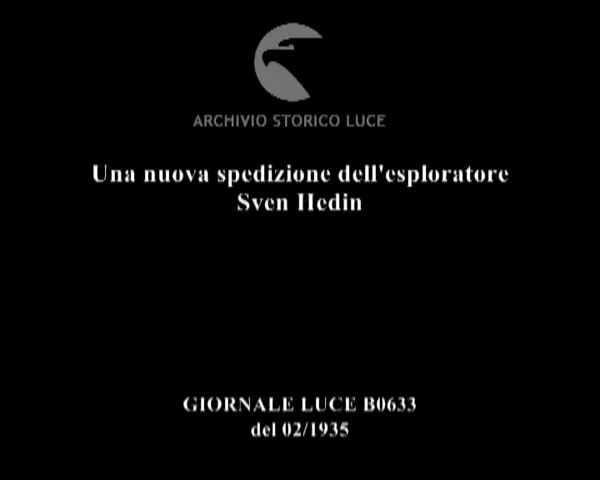 ARCHIVIO STORICO LUCE
Una nuova spedizione dell'esploratore
Sven Hedin
GIORNALE LUCE B0633
del 02/1935